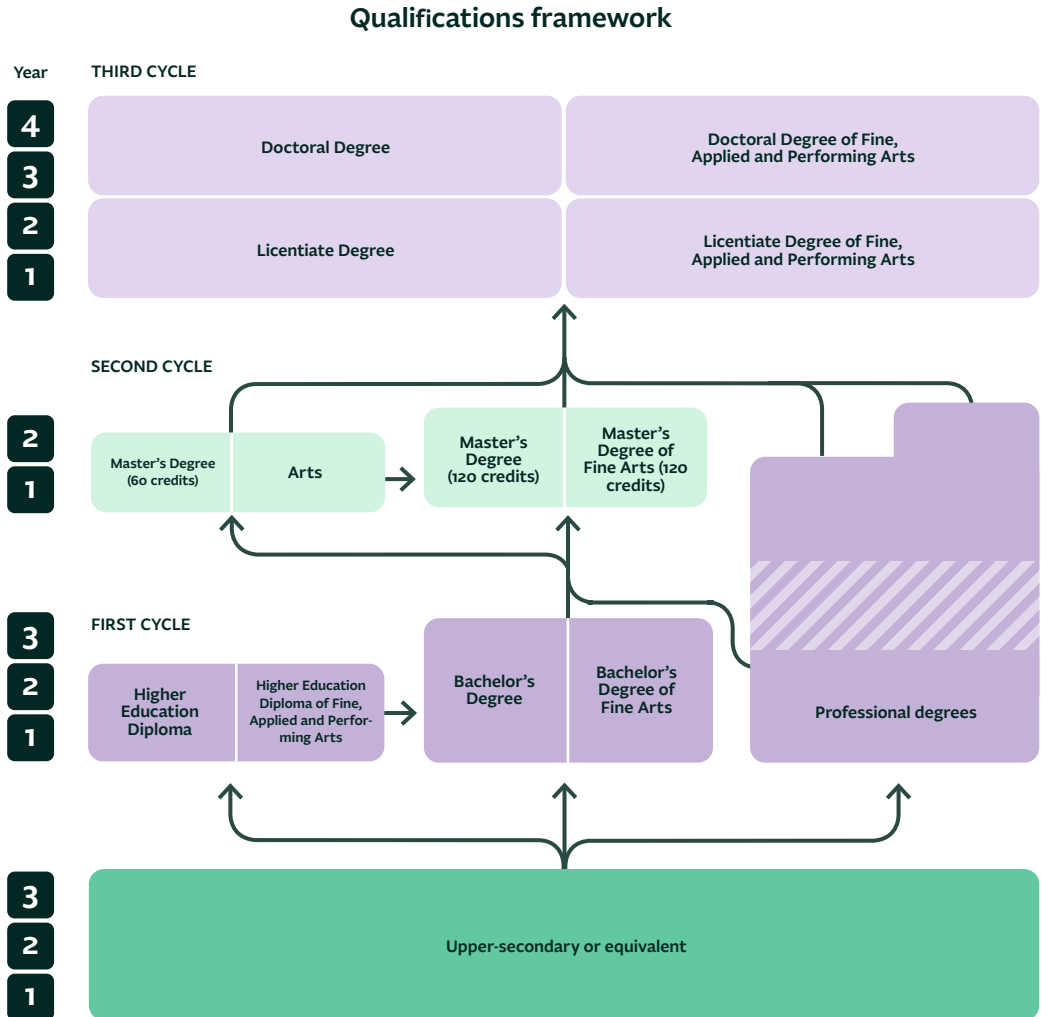 Qualifications framework
Year
THIRD CYCLE
4
3
2
1
Doctoral Degree
Doctoral Degree of Fine,
Applied and Performing Arts
Licentiate Degree
Licentiate Degree of Fine,
Applied and Performing Arts
SECOND CYCLE
2
1
Master's Degree
(60 credits)
Arts
Master's
Degree
(120 credits)
Master's
Degree of
Fine Arts (120
credits)
FIRST CYCLE
3
2
1
Higher
Education
Diploma
Higher Education
Diploma of Fine,
Applied and Perfor-
ming Arts
Bachelor's
Degree
Bachelor's
Degree of
Fine Arts
Professional degrees
3
2
1
Upper-secondary or equivalent